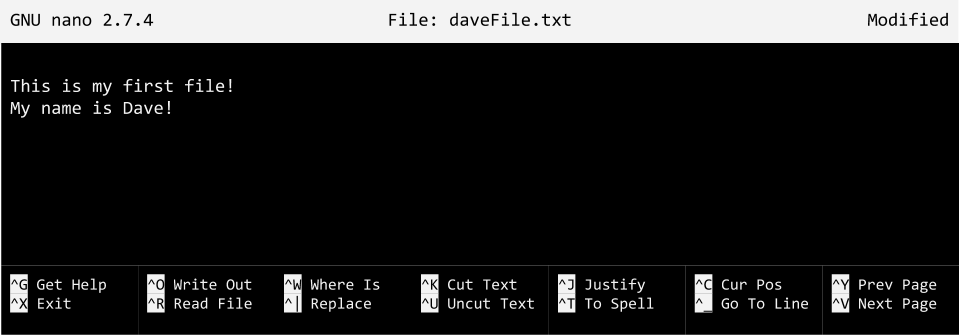 GNU nano 2.7.4 File: daveFile.txt Modified
This is my first file!
My name is Dave!
^G Get Help ^O Write Out ^W Where Is ^K Cut Text ^J Justify ^C Cur Pos ^Y Prev Page
^X Exit ^R Read File ^| Replace ^U Uncut Text ^T To Spell ^_ Go To Line ^V Next Page